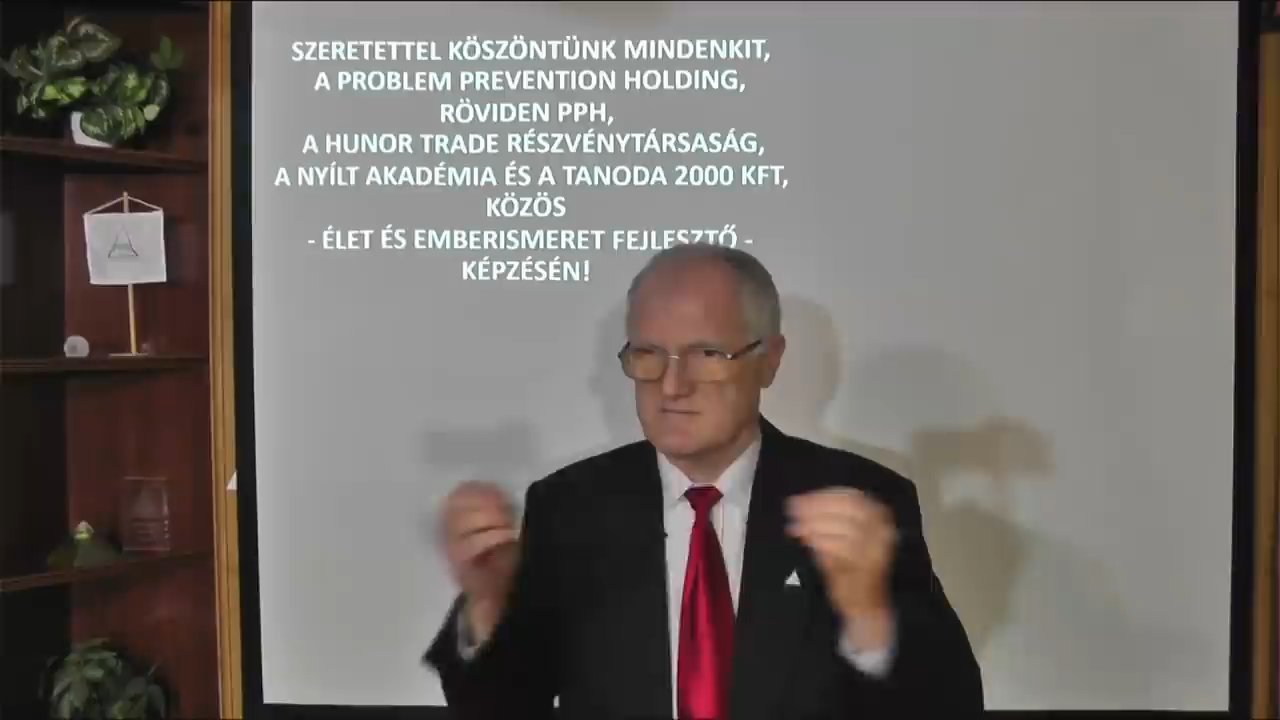 SZERETETTEL KÖSZÖNTÜNK MINDENKIT,
A PROBLEM PREVENTION HOLDING,
RÖVIDEN PPH,
A HUNOR TRADE RÉSZVÉNYTÁRSASÁG,
A NYÍLT AKADÉMIA ÉS A TANODA 2000 KFT,
KÖZÖS
- ÉLET ÉS EMBERISMERET FEJLESZTŐ -
KÉPZÉSÉN!